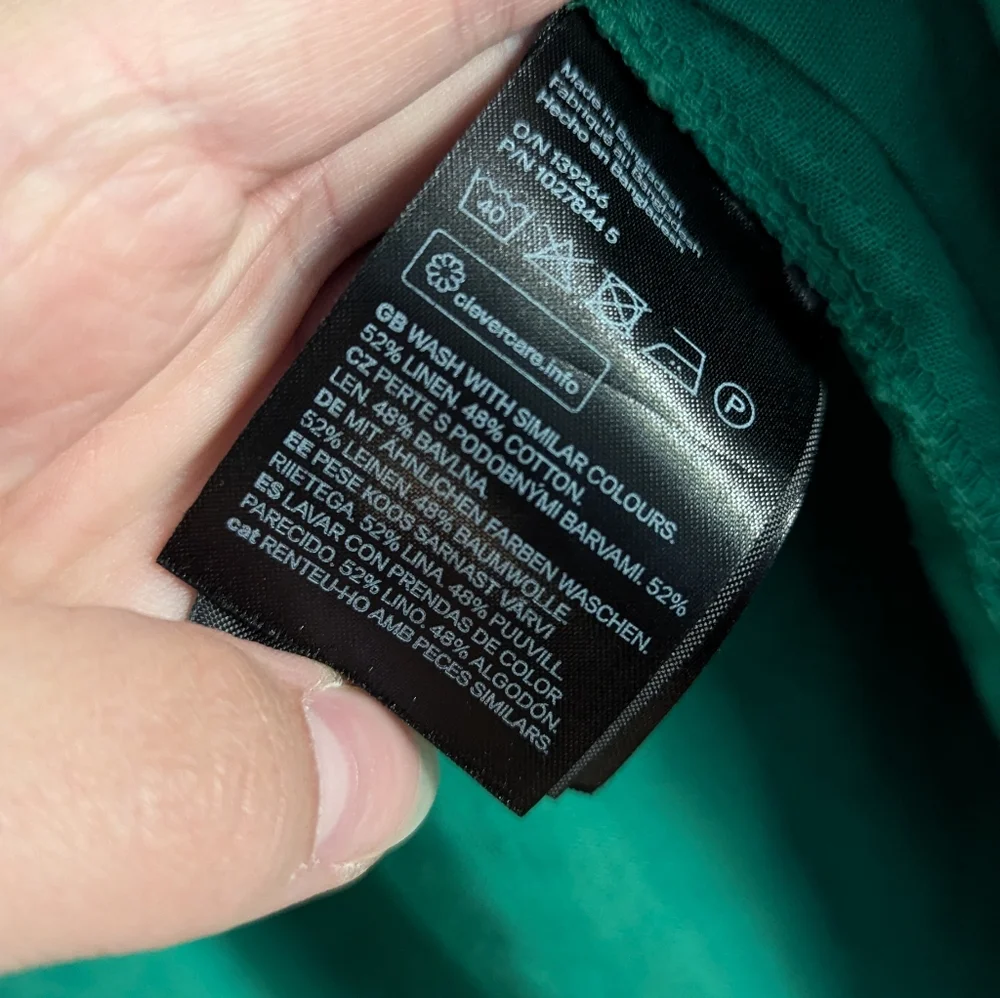 Made in Bangladesh
Fabriqué en Bangladesh
Hecho en Bangladesh
O/N 139266
P/N 1027844 5
40
P
clevercare.info
GB WASH WITH SIMILAR COLOURS.
52% LINEN. 48% COTTON.
CZ PERTE S PODOBNÝMI BARVAMI. 52%
LEN. 48% BAVLNA.
DE MIT ÄHNLICHEN FARBEN WASCHEN.
52% LEINEN. 48% BAUMWOLLE
EE PESE KOOS SARNAST VÄRVI
RIIETEGA. 52% LINA. 48% PUUVILL
ES LAVAR CON PRENDAS DE COLOR
PARECIDO. 52% LINO. 48% ALGODÓN.
cat RENTEU-HO AMB PECES SIMILARS.